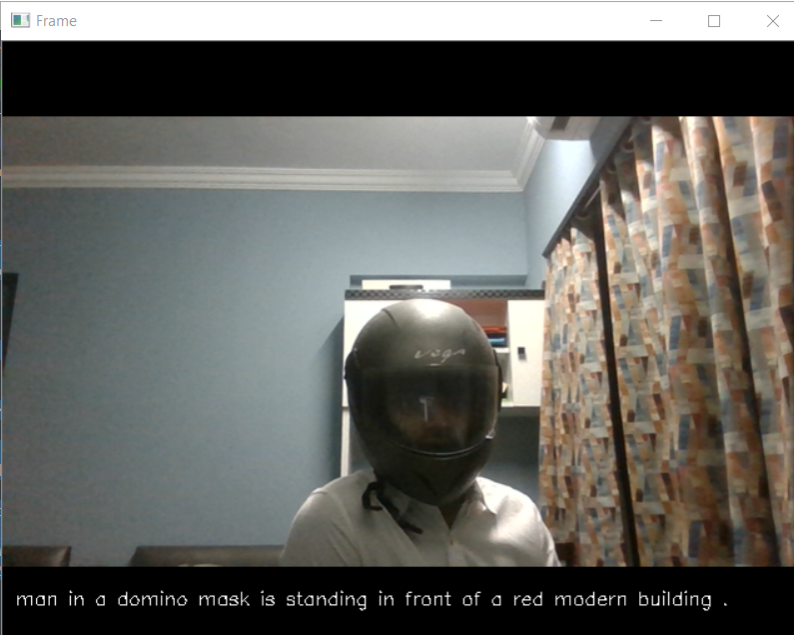 Frame
vega
man in a domino mask is standing in front of a red modern building .